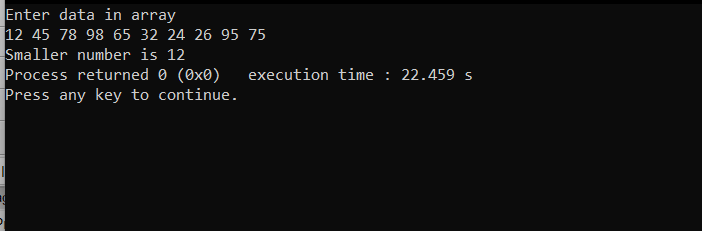 Enter data in array
12 45 78 98 65 32 24 26 95 75
Smaller number is 12
Process returned 0 (0x0)   execution time : 22.459 s
Press any key to continue.